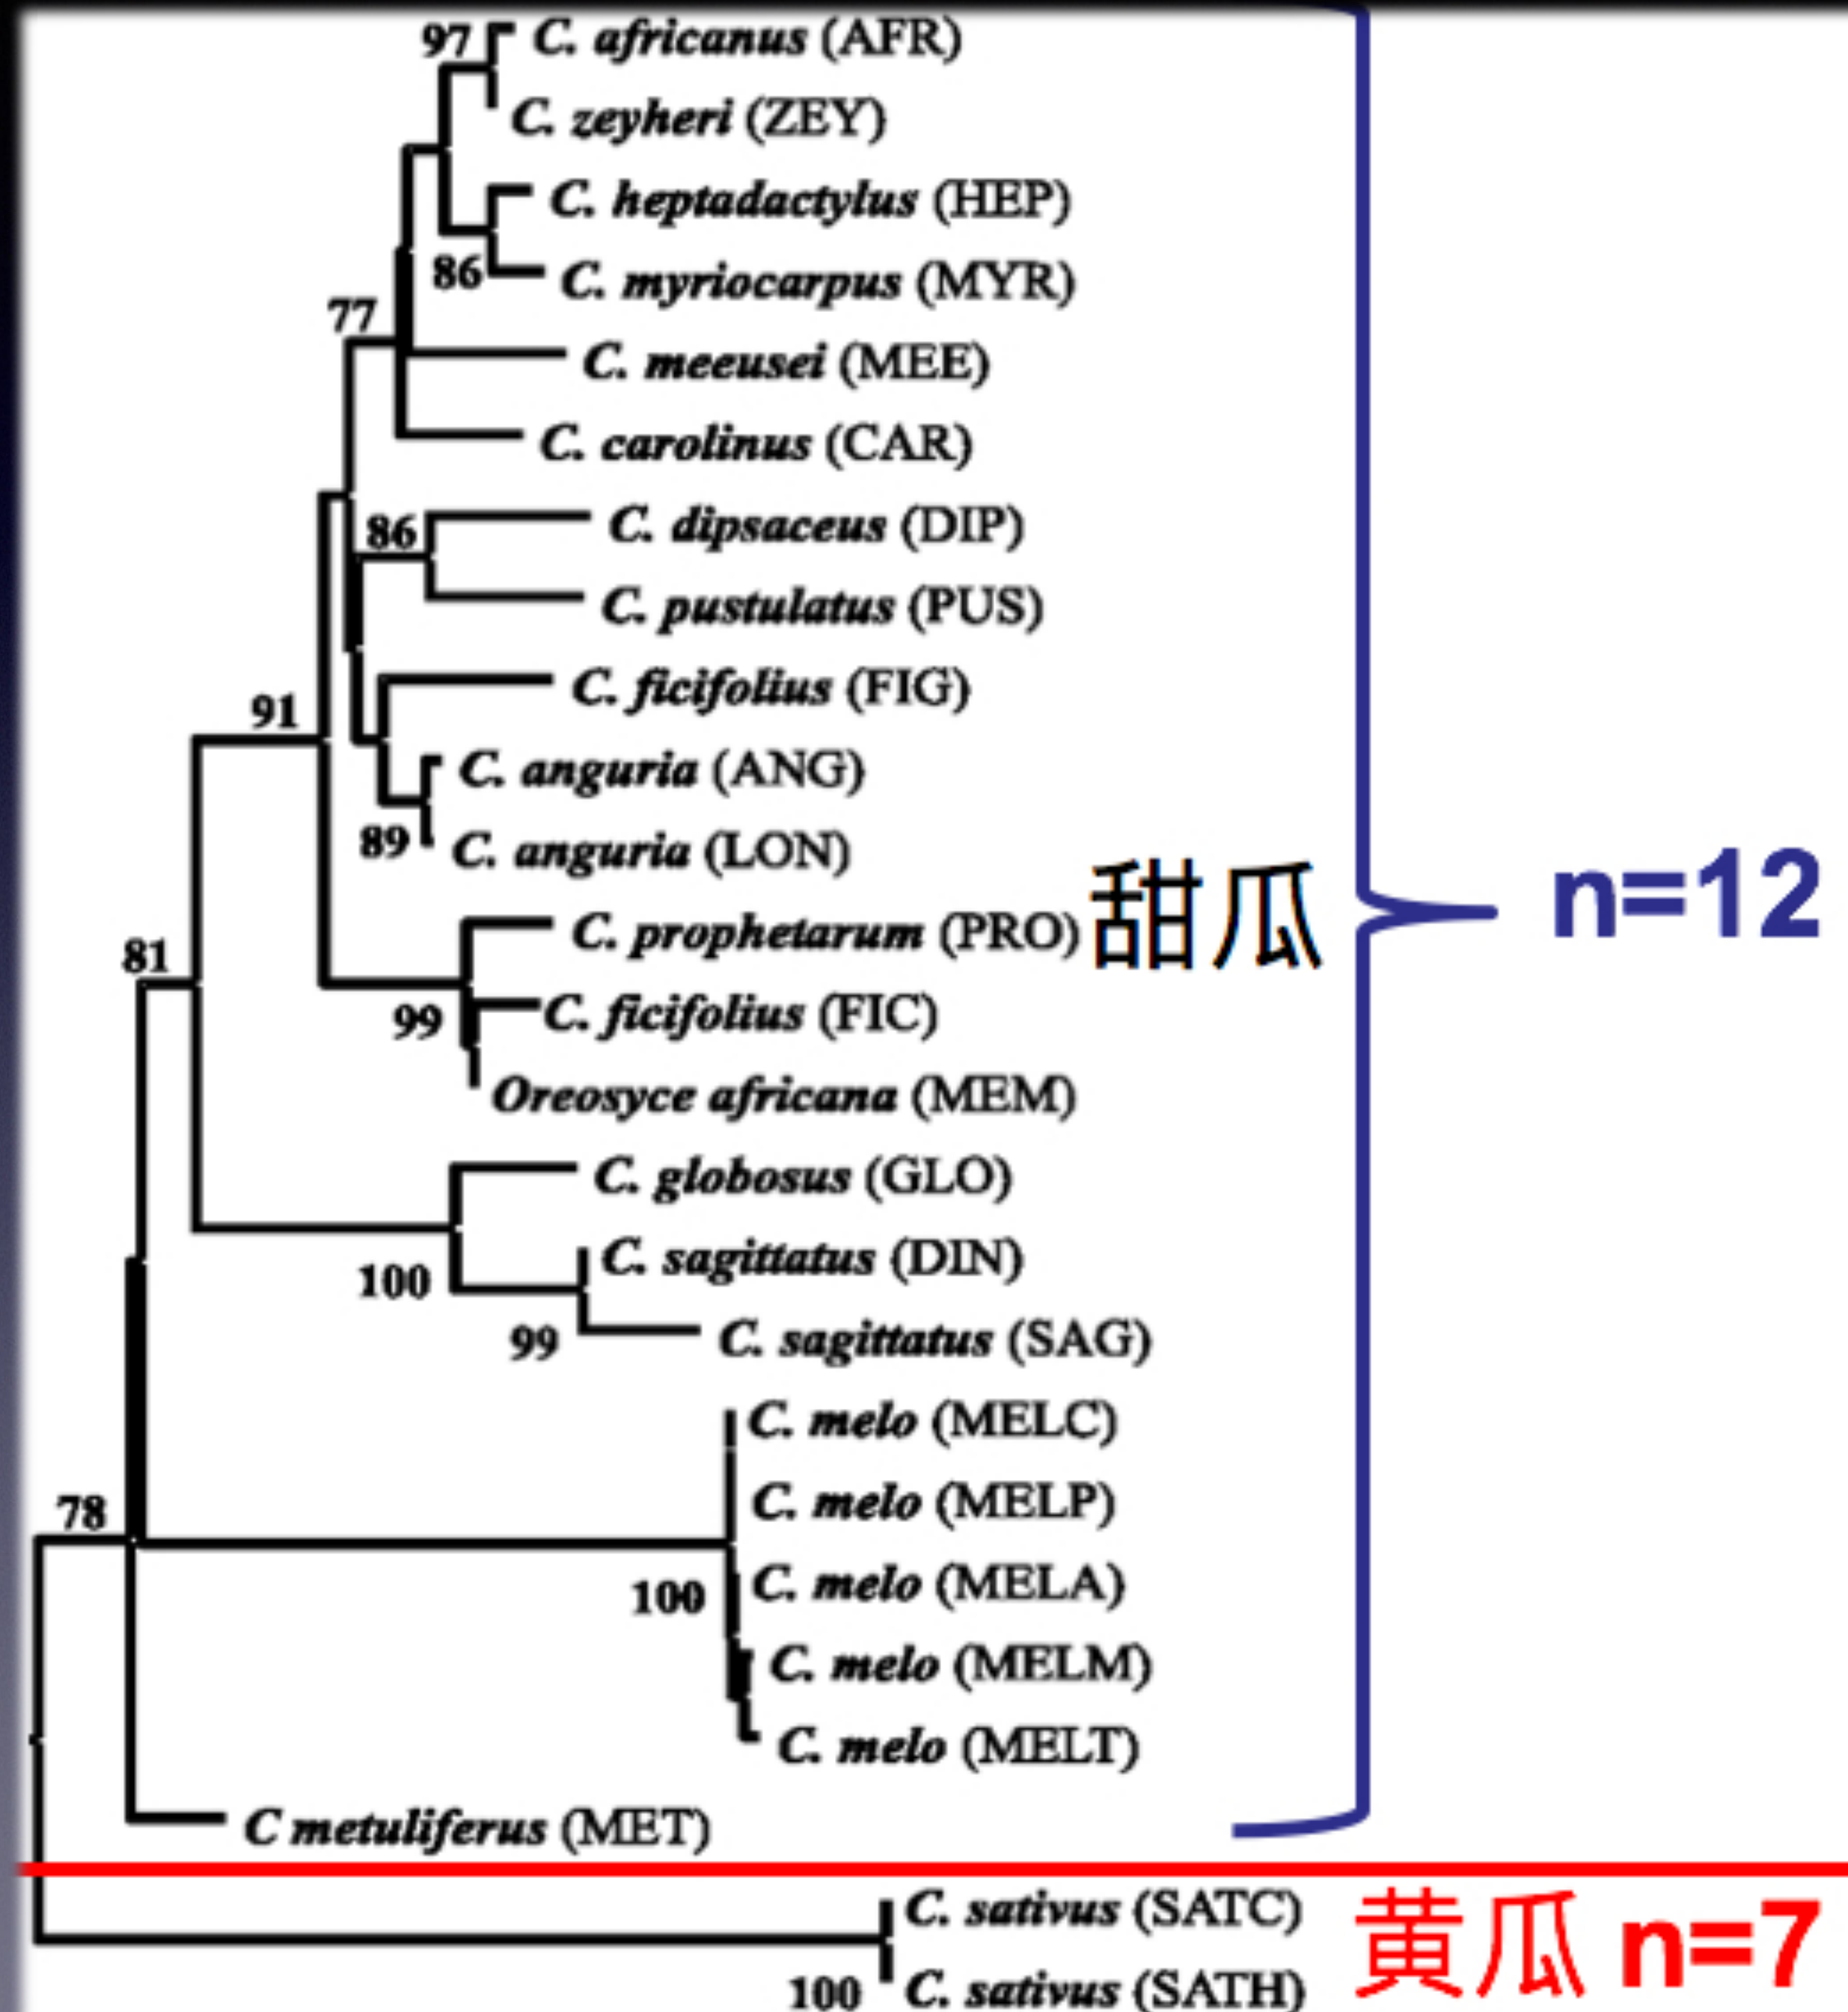 97 C. africanus (AFR)
C. zeyheri (ZEY)
C. heptadactylus (HEP)
86 C. myriocarpus (MYR)
77
C. meeusei (MEE)
C. carolinus (CAR)
86 C. dipsaceus (DIP)
C. pustulatus (PUS)
C. ficifolius (FIG)
91
C. anguria (ANG)
89 C. anguria (LON)
C. prophetarum (PRO) 甜瓜 n=12
81
99 C. ficifolius (FIC)
Oreosyce africana (MEM)
C. globosus (GLO)
C. sagittatus (DIN)
100
99 C. sagittatus (SAG)
C. melo (MELC)
C. melo (MELP)
78
C. melo (MELA)
100
C. melo (MELM)
C. melo (MELT)
C metuliferus (MET)
C. sativus (SATC)
黄瓜 n=7
100 C. sativus (SATH)